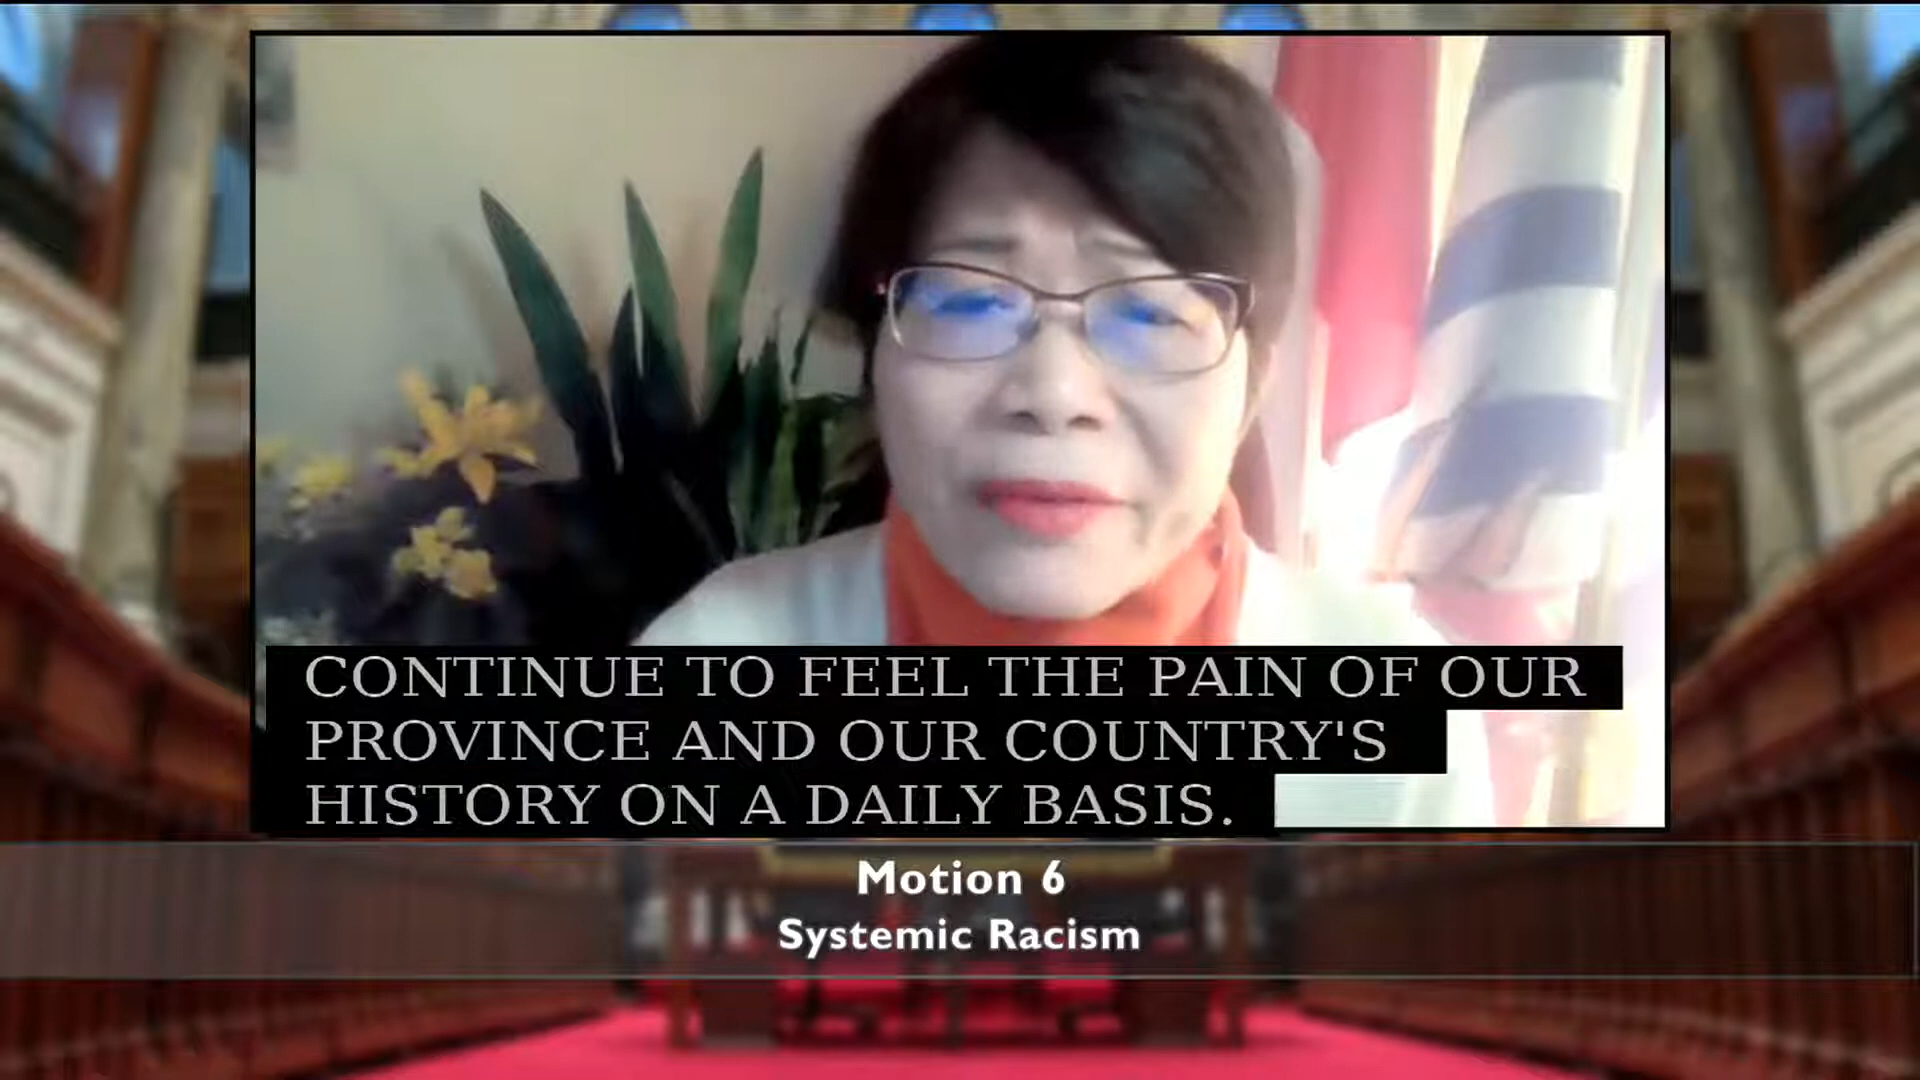 CONTINUE TO FEEL THE PAIN OF OUR
PROVINCE AND OUR COUNTRY'S
HISTORY ON A DAILY BASIS.
Motion 6
Systemic Racism